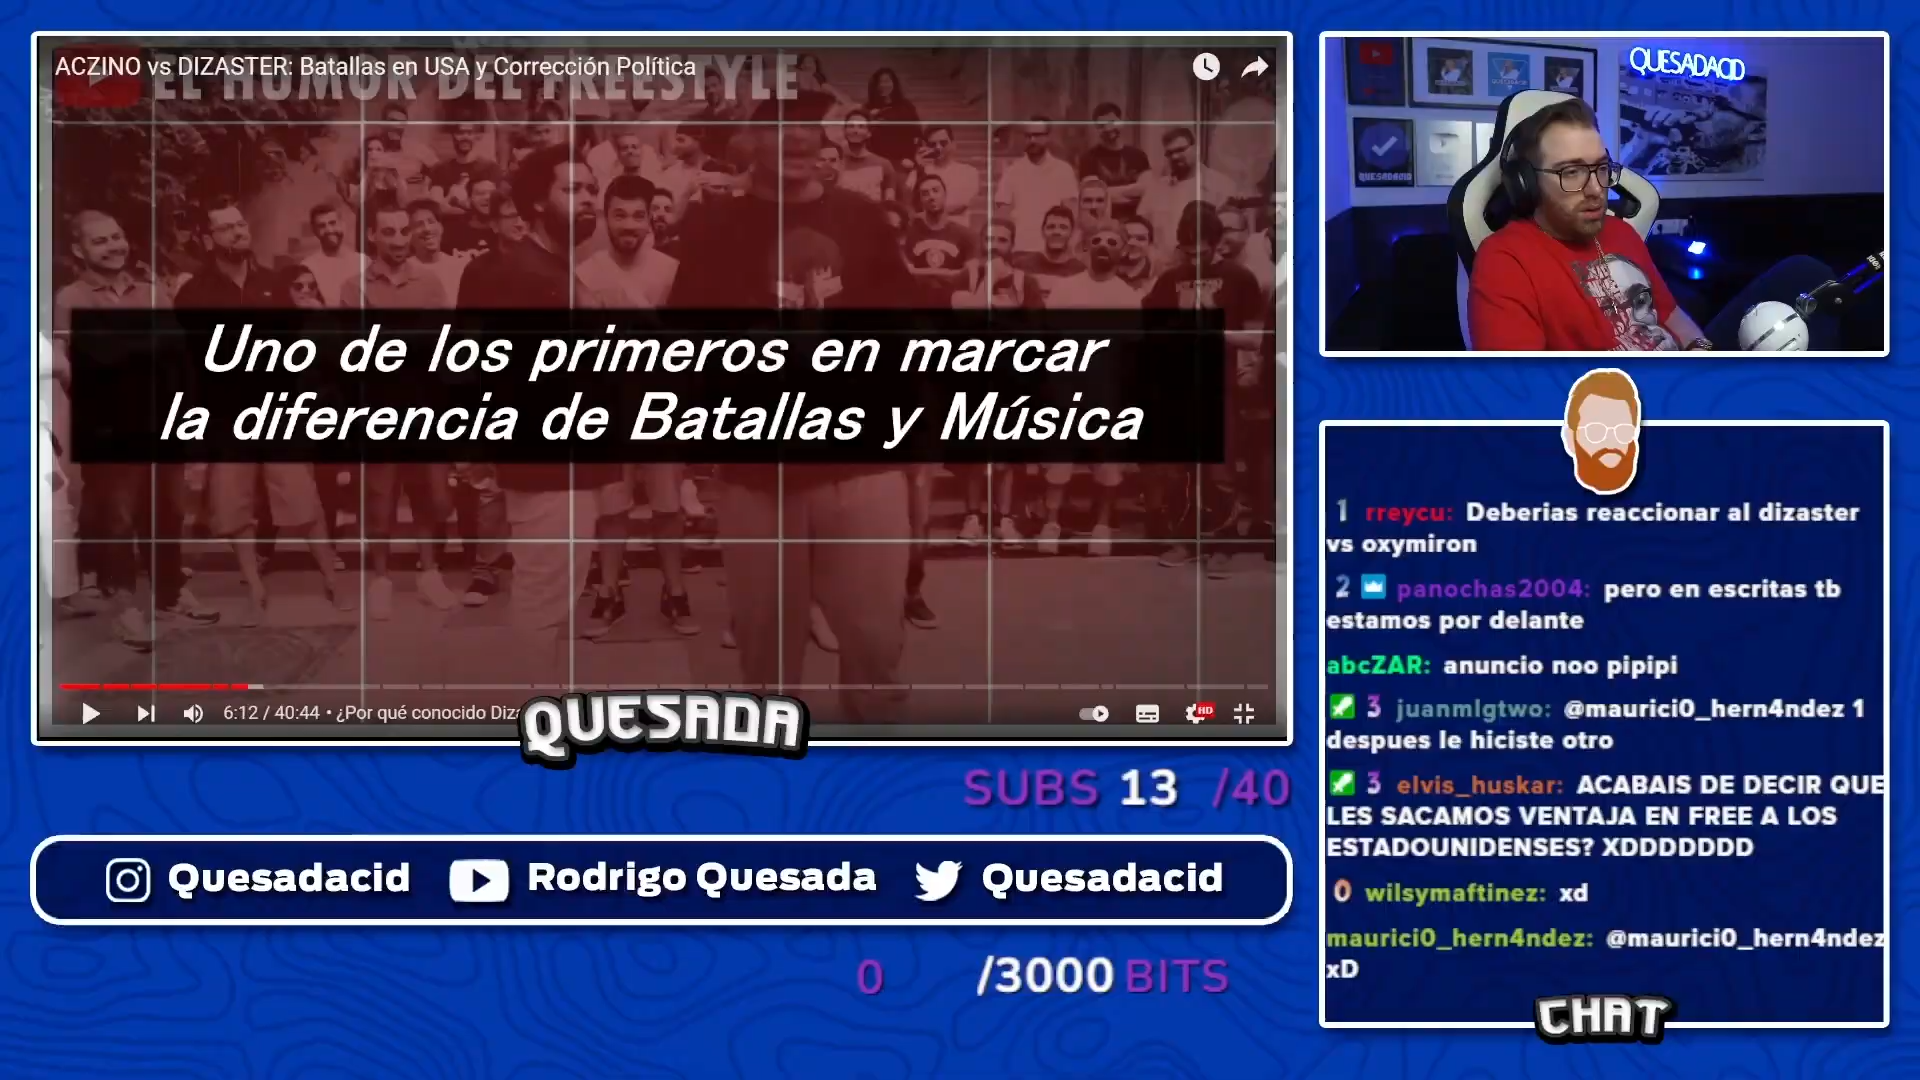 ACZINO vs DIZASTER: Batallas en USA y Corrección Política
EL HUMOR DEL FREESTYLE
Uno de los primeros en marcar
la diferencia de Batallas y Música
6:12 / 40:44 • ¿Por qué conocido Diza
HD
QUESADA
SUBS 13 /40
Quesadacid
Rodrigo Quesada
Quesadacid
0 /3000 BITS
QUESADACID
QUESADACID
1 rreycu: Deberias reaccionar al dizaster
vs oxymiron
2 panochas2004: pero en escritas tb
estamos por delante
abcZAR: anuncio noo pipipi
3 juanmlgtwo: @maurici0_hern4ndez 1
despues le hiciste otro
3 elvis_huskar: ACABAIS DE DECIR QUE
LES SACAMOS VENTAJA EN FREE A LOS
ESTADOUNIDENSES? XDDDDDDD
0 wilsymaftinez: xd
maurici0_hern4ndez: @maurici0_hern4ndez
xD
CHAT